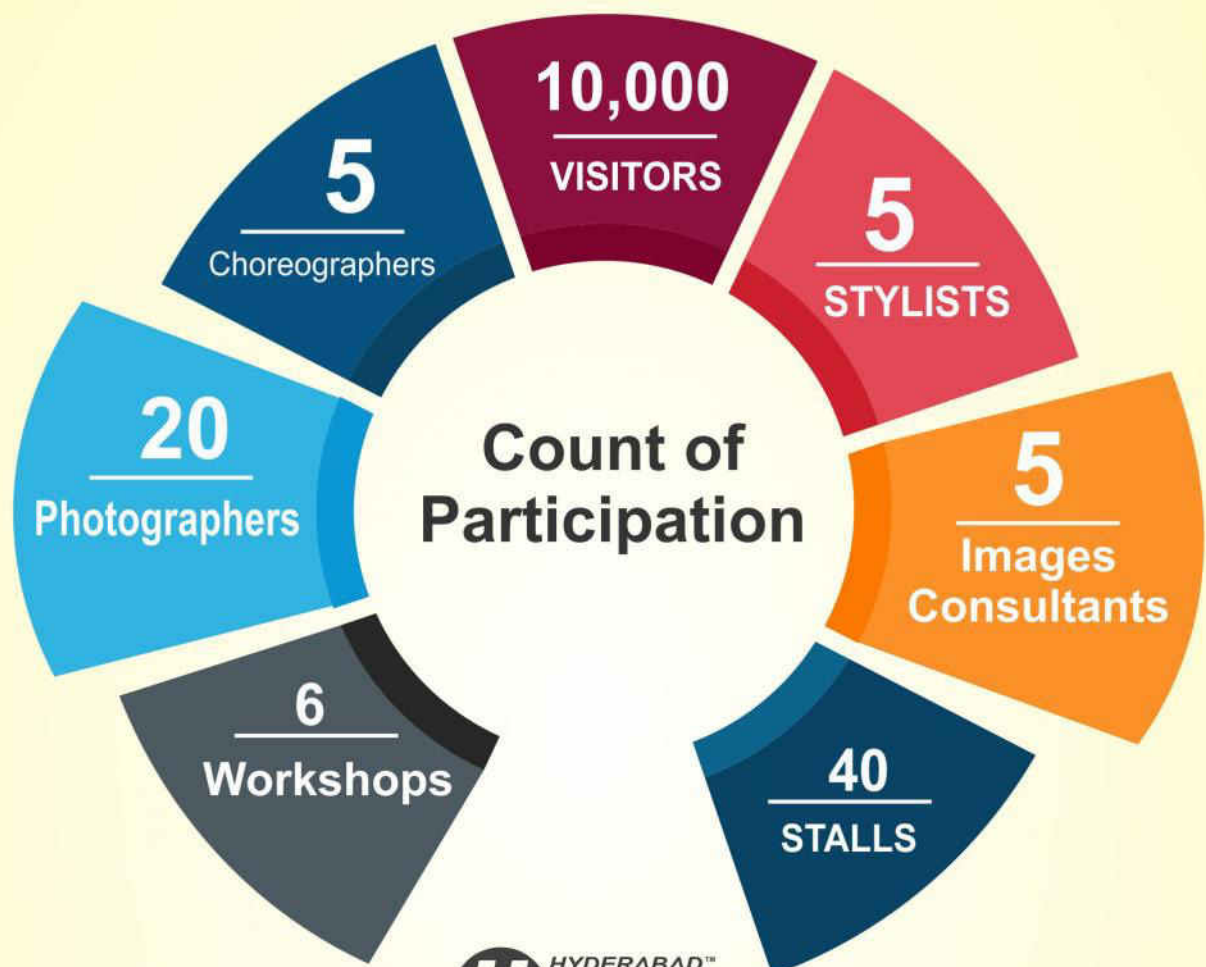 10,000
VISITORS
5
Choreographers
5
STYLISTS
20
Photographers
Count of
Participation
5
Images
Consultants
6
Workshops
40
STALLS
HYDERABAD™